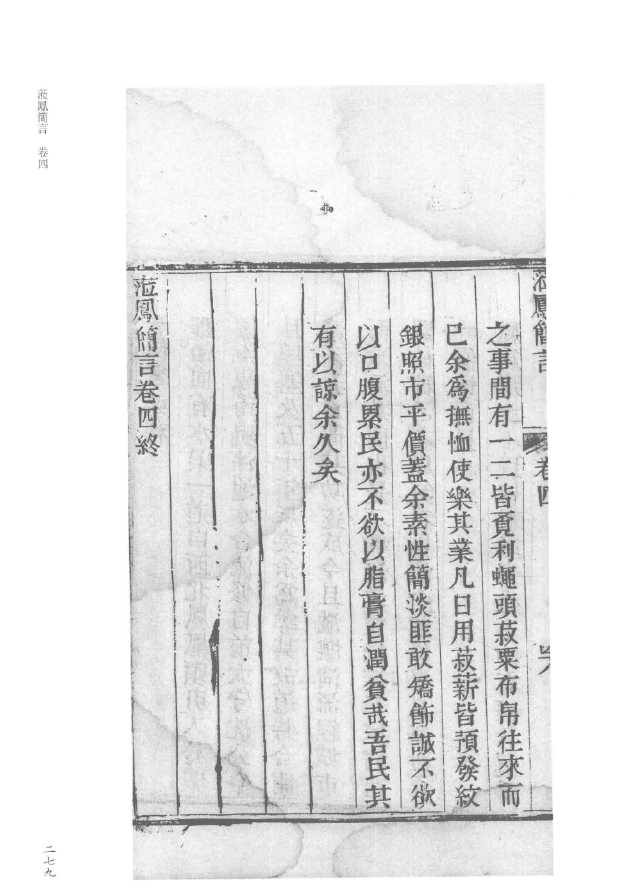 蒞鳳簡言
卷四
之事間有一二皆覔利蠅頭菽粟布帛往來而
已余爲撫恤使樂其業凡日用菽薪皆預發紋
銀照市平價蓋余素性簡淡匪敢矯飾誠不欲
以口腹累民亦不欲以脂膏自潤貧哉吾民其
有以諒余久矣
蒞鳳簡言卷四終
蒞鳳簡言 卷四
二七九